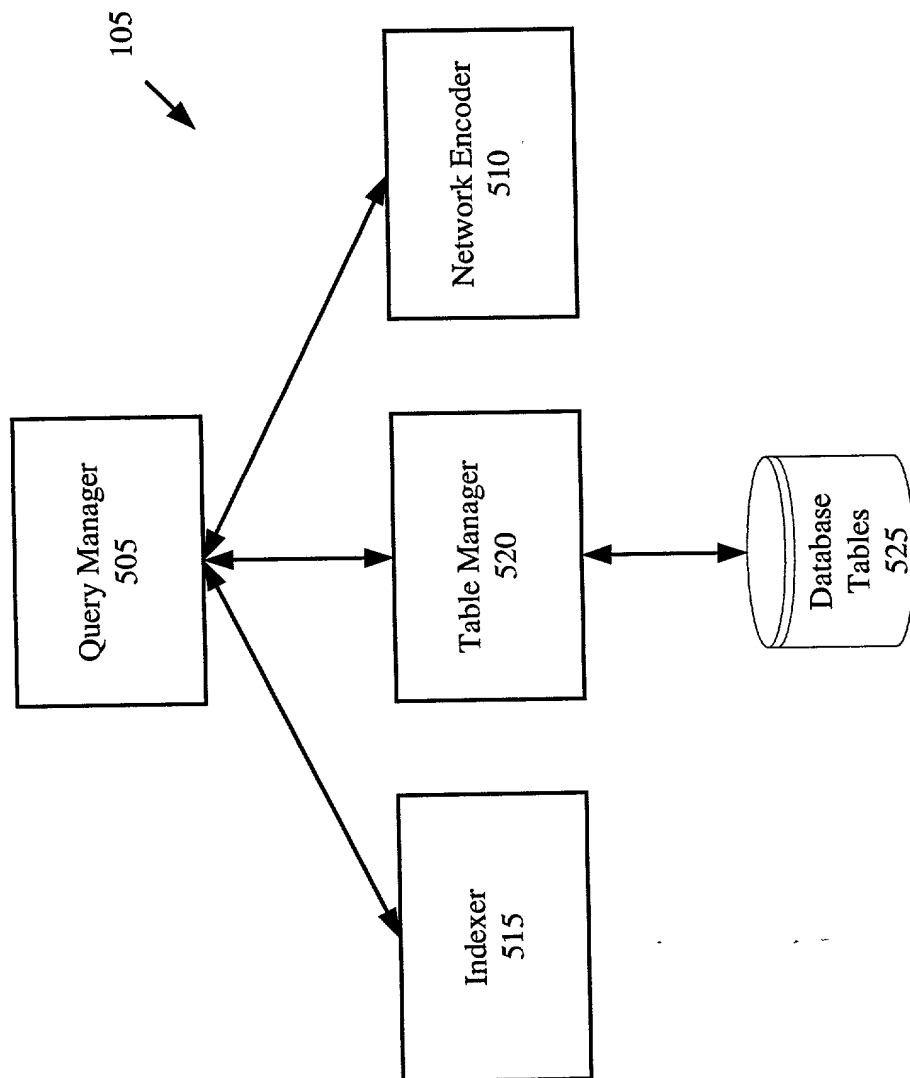 105
Query Manager
505
Network Encoder
510
Table Manager
520
Indexer
515
Database
Tables
525